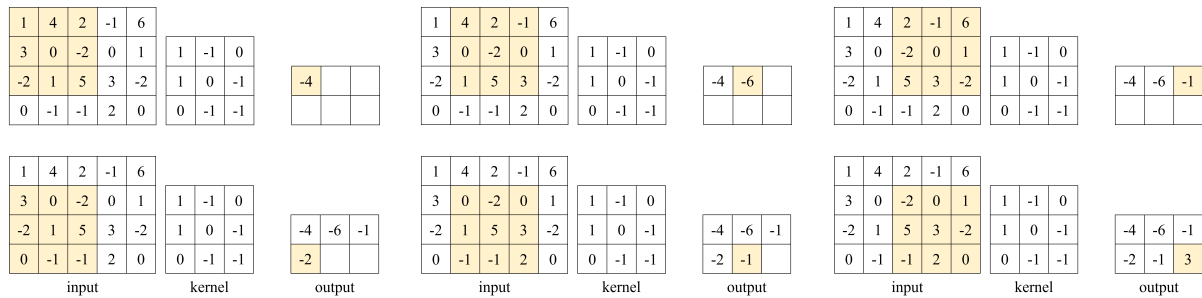 1 4 2 -1 6 1 4 2 -1 6 1 4 2 -1 6
3 0 -2 0 1 1 -1 0 3 0 -2 0 1 1 -1 0 3 0 -2 0 1 1 -1 0
-2 1 5 3 -2 1 0 -1 -4 -2 1 5 3 -2 1 0 -1 -4 -6 -2 1 5 3 -2 1 0 -1 -4 -6 -1
0 -1 -1 2 0 0 -1 -1 0 -1 -1 2 0 0 -1 -1 0 -1 -1 2 0 0 -1 -1
1 4 2 -1 6 1 4 2 -1 6 1 4 2 -1 6
3 0 -2 0 1 1 -1 0 3 0 -2 0 1 1 -1 0 3 0 -2 0 1 1 -1 0
-2 1 5 3 -2 1 0 -1 -4 -6 -1 -2 1 5 3 -2 1 0 -1 -4 -6 -1 -2 1 5 3 -2 1 0 -1 -4 -6 -1
0 -1 -1 2 0 0 -1 -1 -2 0 -1 -1 2 0 0 -1 -1 -2 -1 0 -1 -1 2 0 0 -1 -1 -2 -1 3
input kernel output input kernel output input kernel output